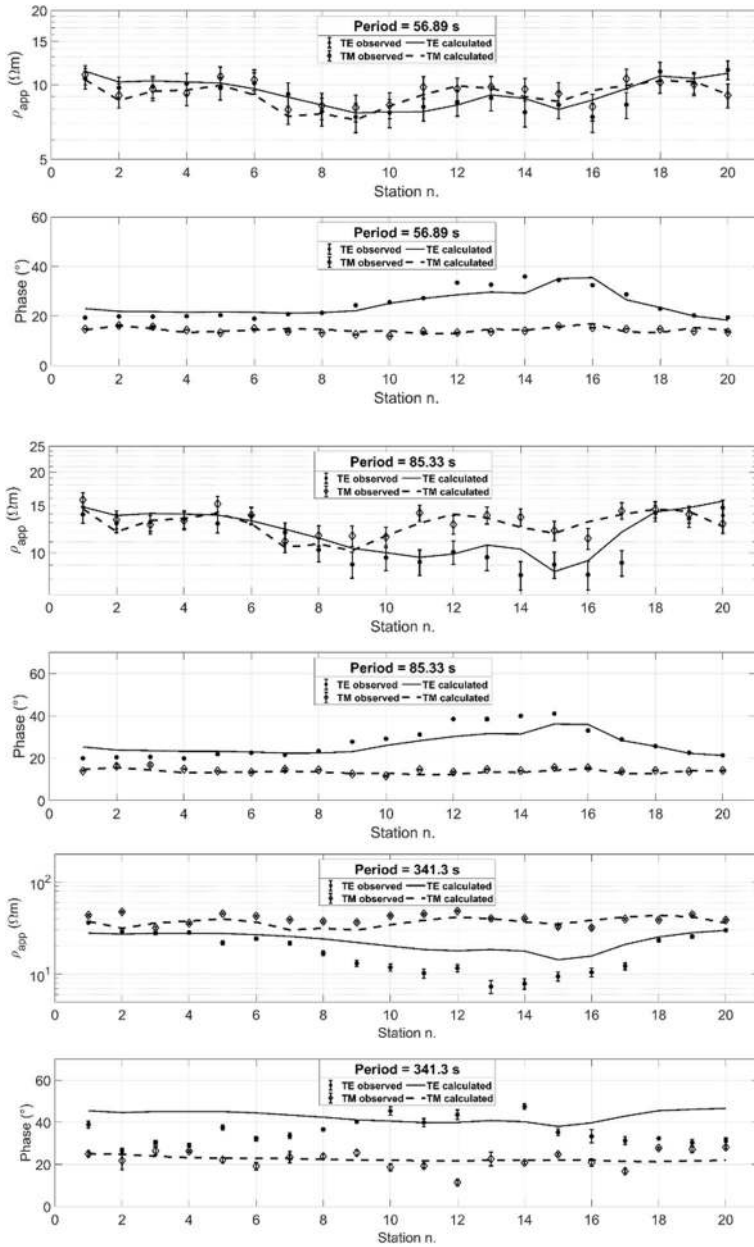 Period = 56.89 s
TE observed TE calculated
TM observed TM calculated
20
15
10
5
ρapp (Ωm)
0 2 4 6 8 10 12 14 16 18 20
Station n.
Period = 56.89 s
TE observed TE calculated
TM observed TM calculated
60
40
20
0
Phase (°)
0 2 4 6 8 10 12 14 16 18 20
Station n.
Period = 85.33 s
TE observed TE calculated
TM observed TM calculated
25
20
15
10
ρapp (Ωm)
0 2 4 6 8 10 12 14 16 18 20
Station n.
Period = 85.33 s
TE observed TE calculated
TM observed TM calculated
60
40
20
0
Phase (°)
0 2 4 6 8 10 12 14 16 18 20
Station n.
Period = 341.3 s
TE observed TE calculated
TM observed TM calculated
10²
10¹
ρapp (Ωm)
0 2 4 6 8 10 12 14 16 18 20
Station n.
Period = 341.3 s
TE observed TE calculated
TM observed TM calculated
60
40
20
0
Phase (°)
0 2 4 6 8 10 12 14 16 18 20
Station n.